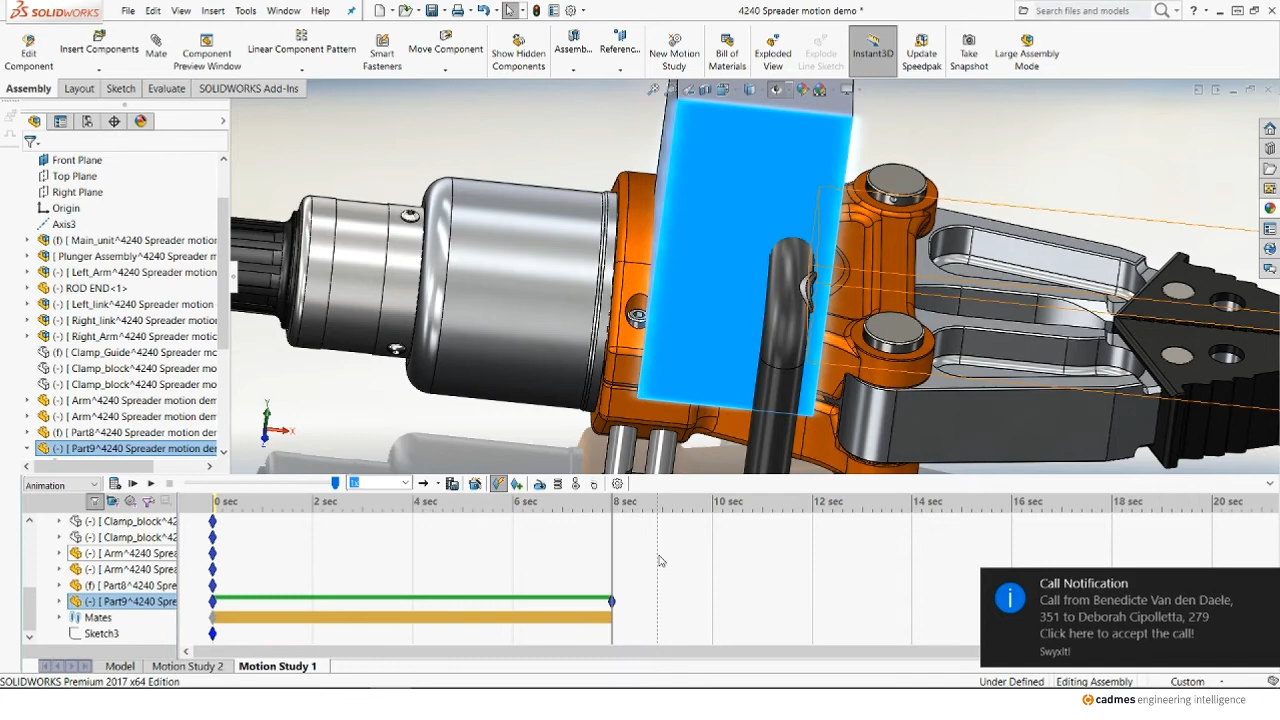 SOLIDWORKS File Edit View Insert Tools Window Help 4240 Spreader motion demo * Search files and models
Edit Component
Insert Components
Mate
Component Preview Window
Linear Component Pattern
Smart Fasteners
Move Component
Show Hidden Components
Assemb...
Referenc...
New Motion Study
Bill of Materials
Exploded View
Explode Line Sketch
Instant3D
Update Speedpak
Take Snapshot
Large Assembly Mode
Assembly Layout Sketch Evaluate SOLIDWORKS Add-Ins
Front Plane
Top Plane
Right Plane
Origin
Axis3
(f) [ Main_unit^4240 Spreader motion
[ Plunger Assembly^4240 Spreader m
(-) [ Left_Arm^4240 Spreader motion
(-) ROD END<1>
(-) [ Left_link^4240 Spreader motion
(-) [ Right_link^4240 Spreader motion
(-) [ Right_Arm^4240 Spreader motion
(f) [ Clamp_Guide^4240 Spreader mo
(-) [ Clamp_block^4240 Spreader mo
(-) [ Clamp_block^4240 Spreader mo
(-) [ Arm^4240 Spreader motion dem
(-) [ Arm^4240 Spreader motion dem
(f) [ Part8^4240 Spreader motion der
(-) [ Part9^4240 Spreader motion der
Y
X
Animation 1x
0 sec 2 sec 4 sec 6 sec 8 sec 10 sec 12 sec 14 sec 16 sec 18 sec 20 sec
(-) [ Clamp_block^42
(-) [ Clamp_block^42
(-) [ Arm^4240 Sprea
(-) [ Arm^4240 Sprea
(f) [ Part8^4240 Spre
(-) [ Part9^4240 Spre
Mates
Sketch3
Call Notification
Call from Benedicte Van den Daele,
351 to Deborah Cipolletta, 279
Click here to accept the call!
SwyxIt!
Model Motion Study 2 Motion Study 1
SOLIDWORKS Premium 2017 x64 Edition Under Defined Editing Assembly Custom
cadmes engineering intelligence